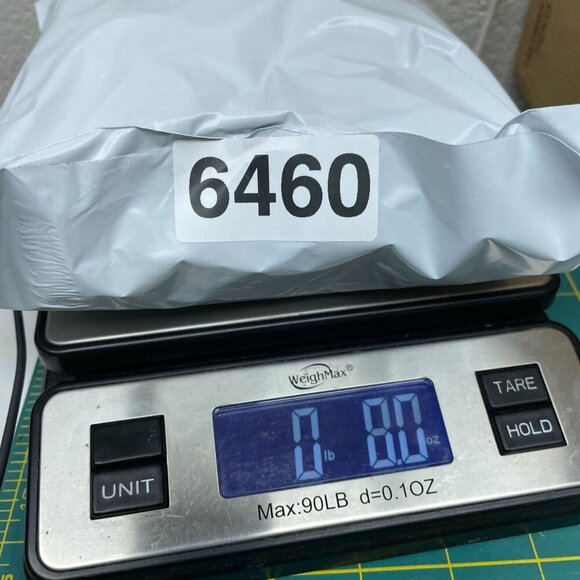 6460
WeighMax®
TARE
HOLD
UNIT
0 lb 8.0 oz
Max:90LB d=0.1OZ